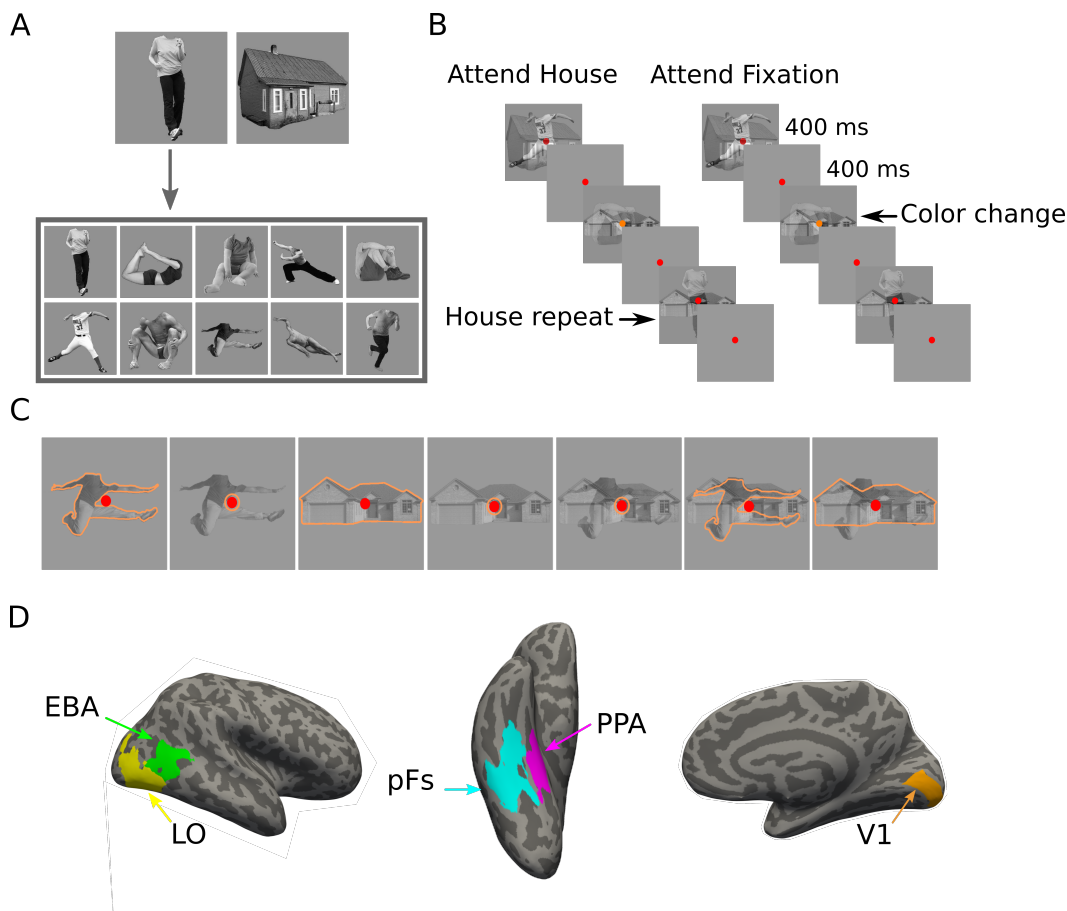 A
B
Attend House
Attend Fixation
400 ms
400 ms
Color change
House repeat
C
D
EBA
LO
pFs
PPA
V1